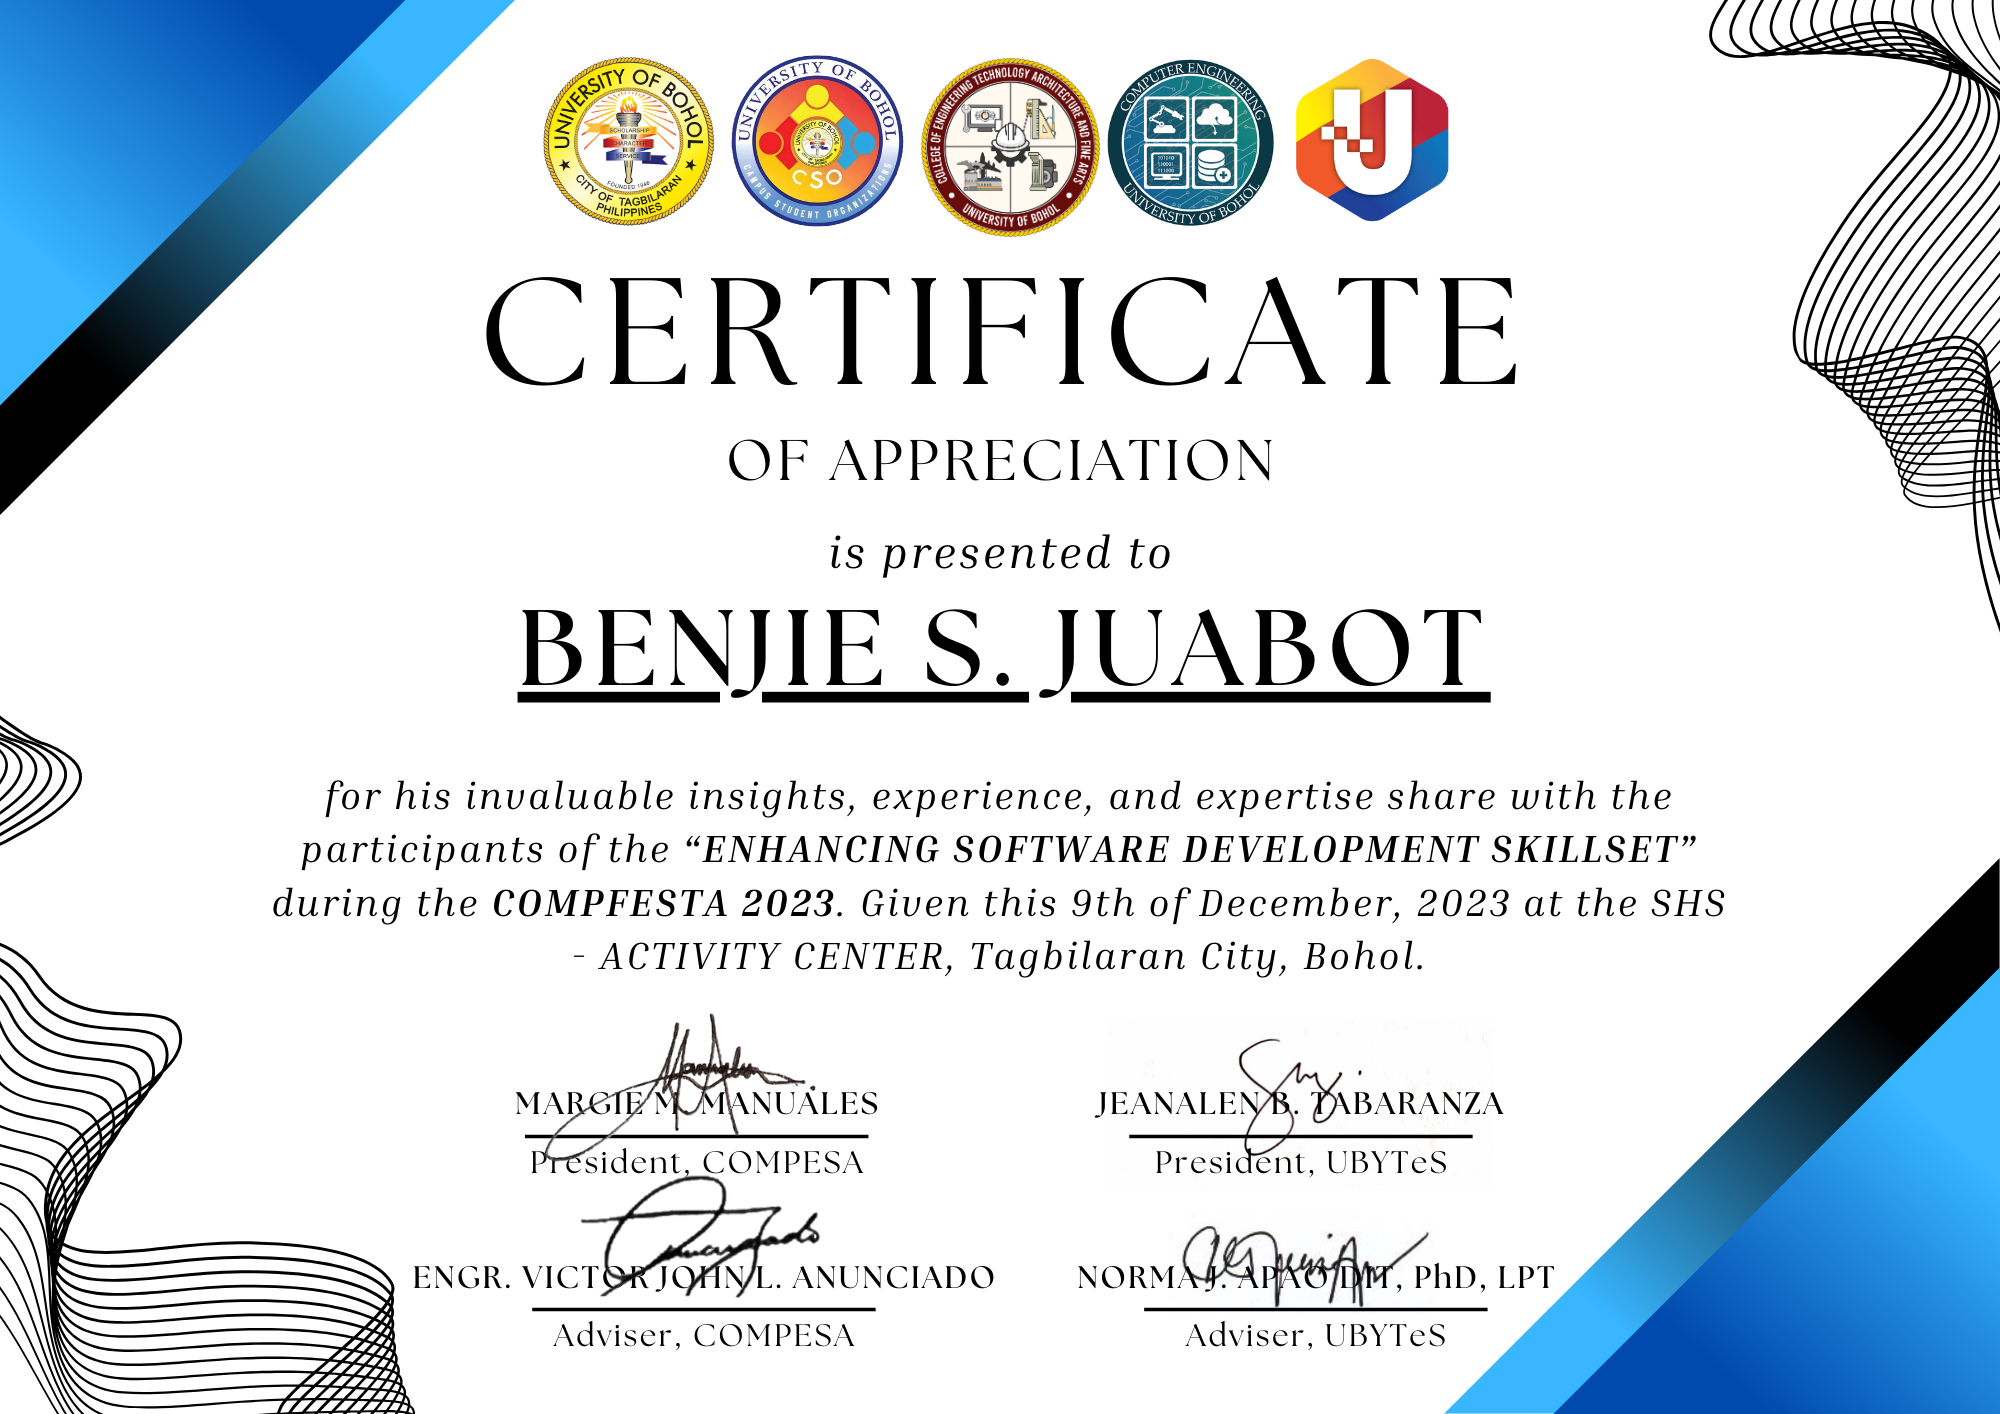 UNIVERSITY OF BOHOL
SCHOLARSHIP
CHARACTER
SERVICE
FOUNDED 1946
CITY OF TAGBILARAN
PHILIPPINES
UNIVERSITY OF BOHOL
CSO
CAMPUS STUDENT ORGANIZATIONS
COLLEGE OF ENGINEERING TECHNOLOGY ARCHITECTURE AND FINE ARTS
UNIVERSITY OF BOHOL
COMPUTER ENGINEERING
UNIVERSITY OF BOHOL
U
CERTIFICATE
OF APPRECIATION
is presented to
BENJIE S. JUABOT
for his invaluable insights, experience, and expertise share with the
participants of the “ENHANCING SOFTWARE DEVELOPMENT SKILLSET”
during the COMPFESTA 2023. Given this 9th of December, 2023 at the SHS
- ACTIVITY CENTER, Tagbilaran City, Bohol.
MARGIE M. MANUALES
President, COMPESA
JEANALEN B. TABARANZA
President, UBYTeS
ENGR. VICTOR JOHN L. ANUNCIADO
Adviser, COMPESA
NORMA J. APAO DIT, PhD, LPT
Adviser, UBYTeS